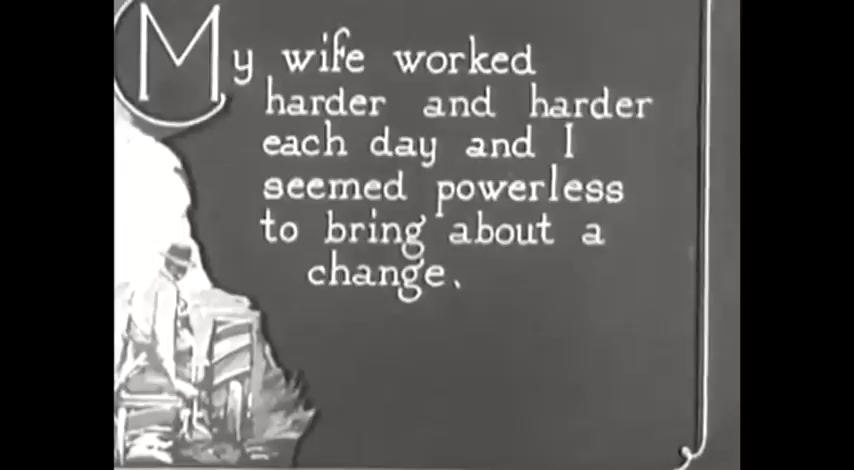 My wife worked
harder and harder
each day and I
seemed powerless
to bring about a
change.